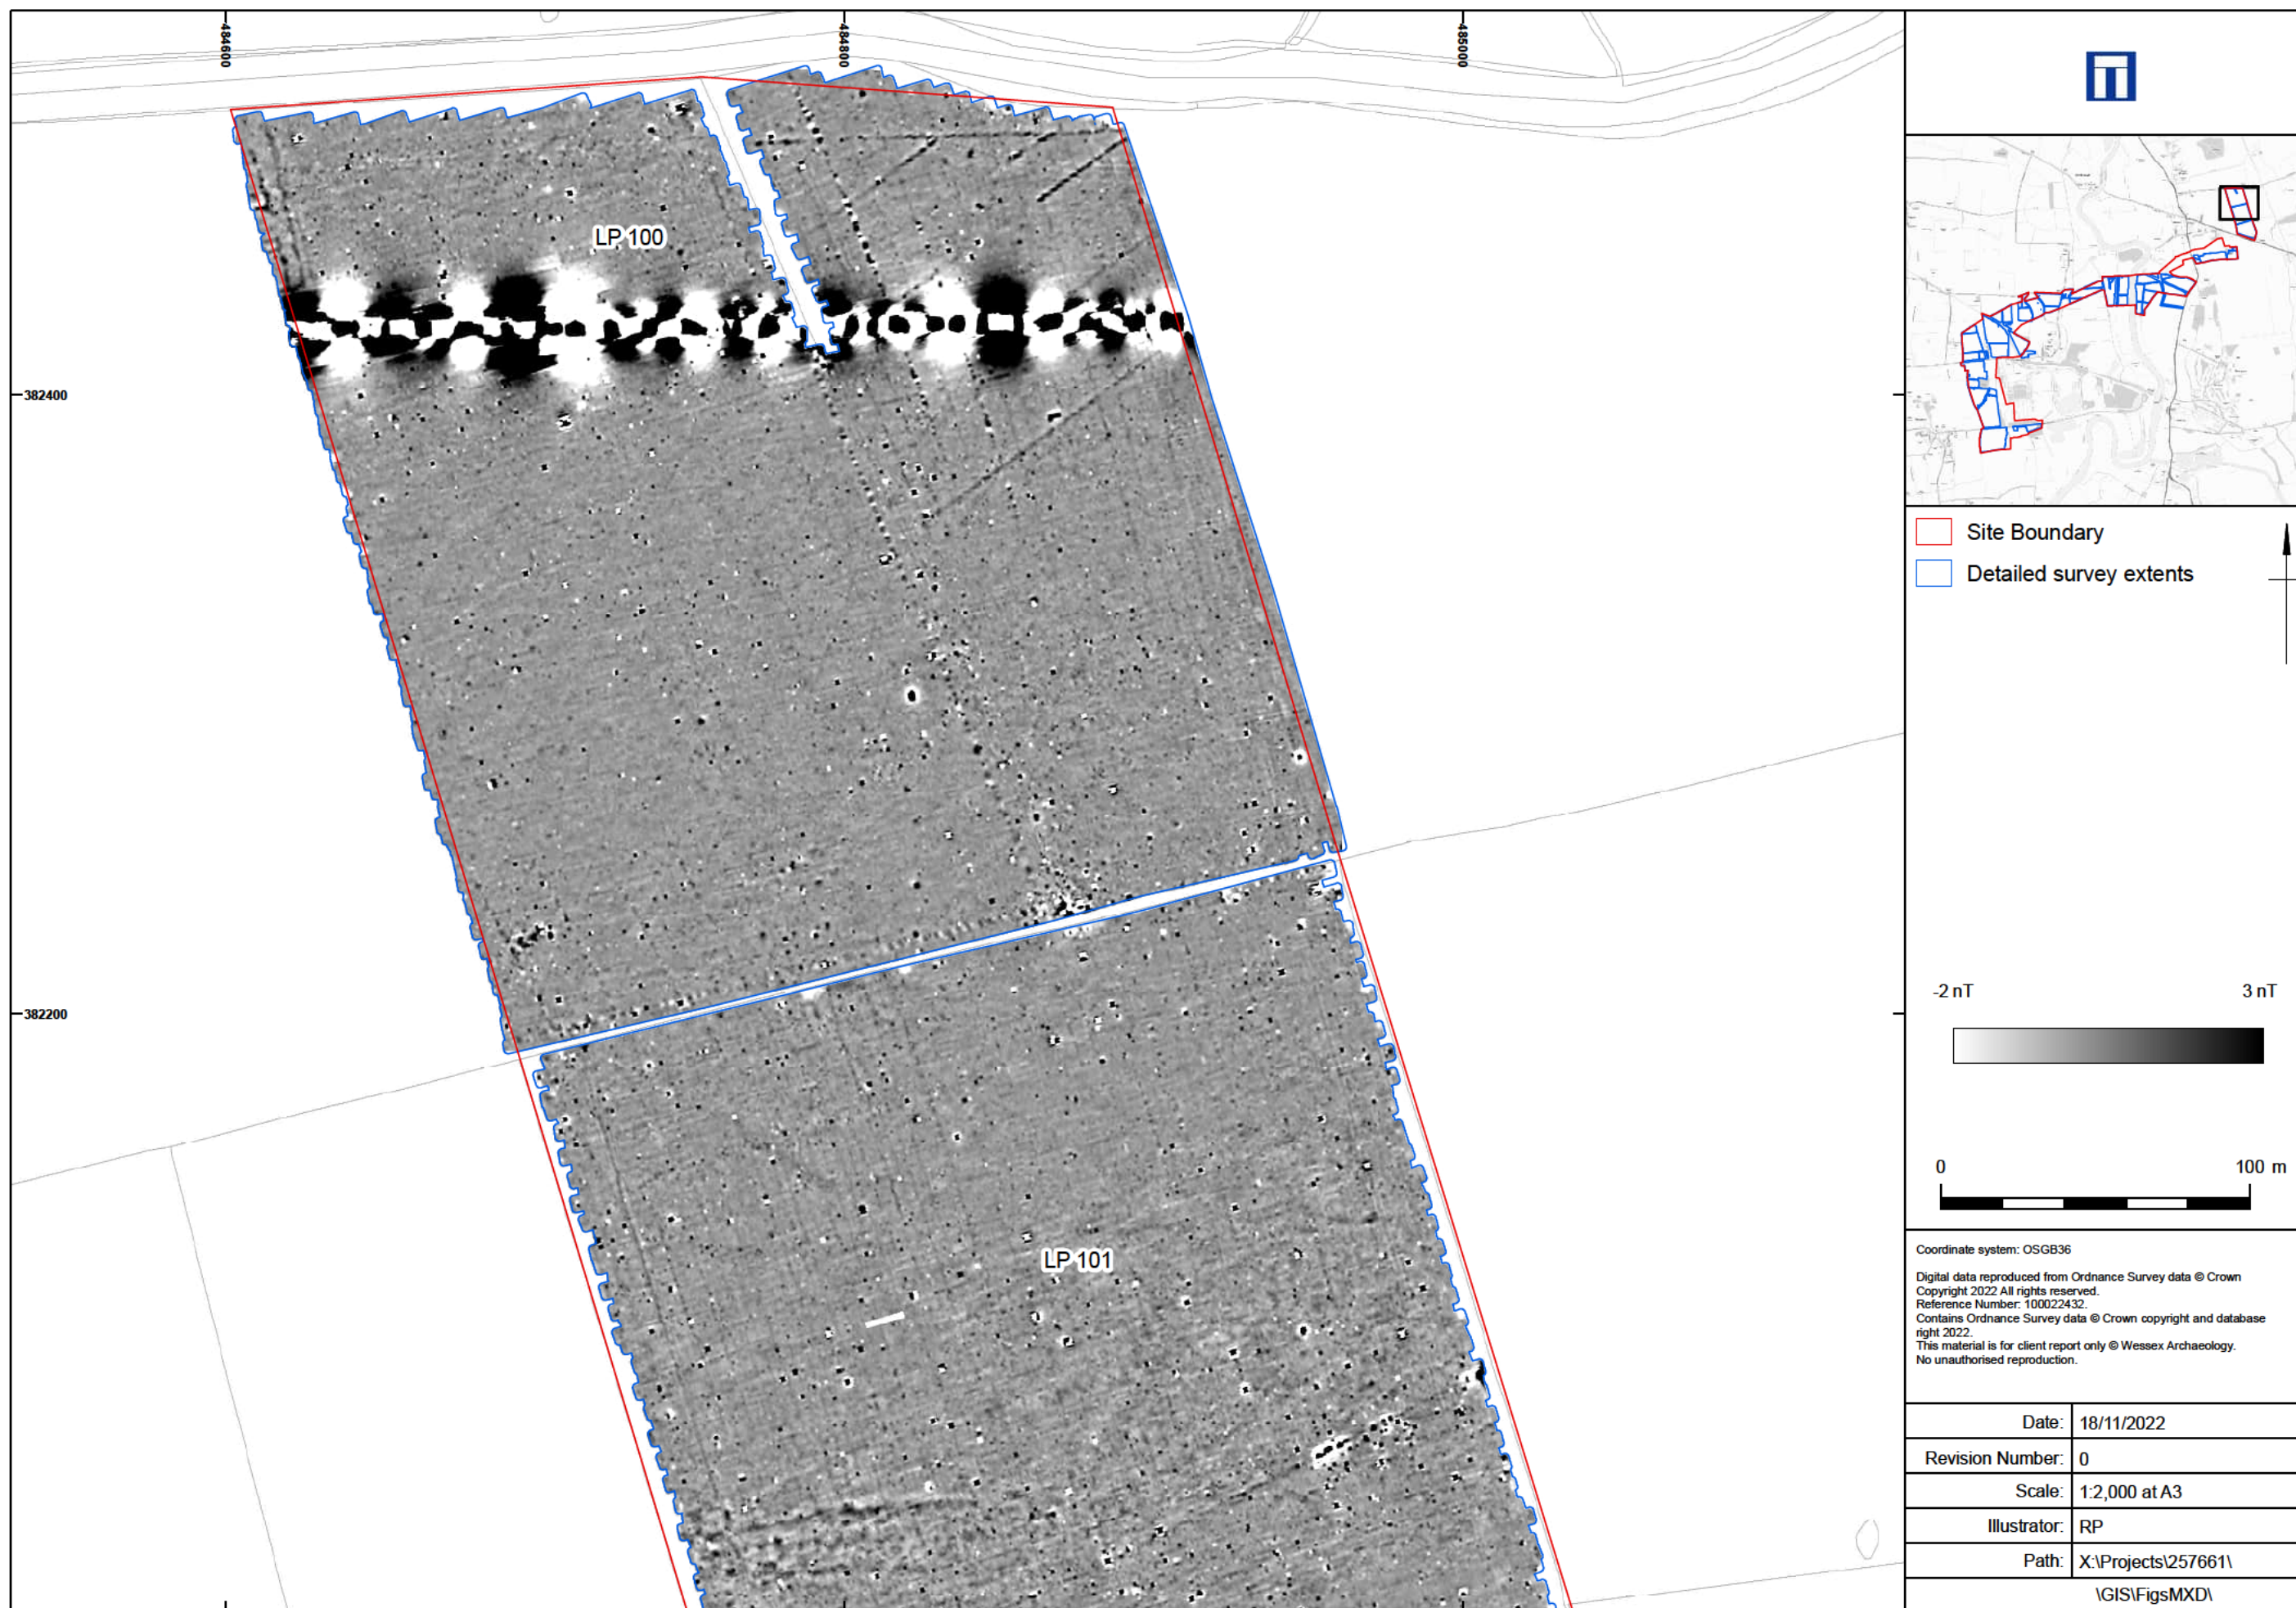 484600
484800
485000
LP 100
382400
382200
LP 101
Site Boundary
Detailed survey extents
-2 nT
3 nT
0
100 m
Coordinate system: OSGB36
Digital data reproduced from Ordnance Survey data © Crown
Copyright 2022 All rights reserved.
Reference Number: 100022432.
Contains Ordnance Survey data © Crown copyright and database
right 2022.
This material is for client report only © Wessex Archaeology.
No unauthorised reproduction.
Date: 18/11/2022
Revision Number: 0
Scale: 1:2,000 at A3
Illustrator: RP
Path: X:\Projects\257661\
\GIS\FigsMXD\